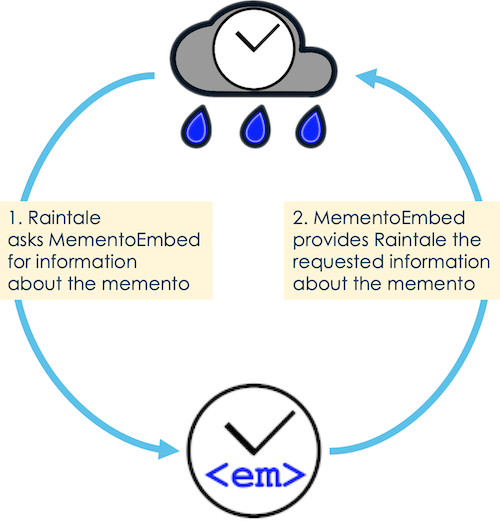 1. Raintale
asks MementoEmbed
for information
about the memento
2. MementoEmbed
provides Raintale the
requested information
about the memento
<em>